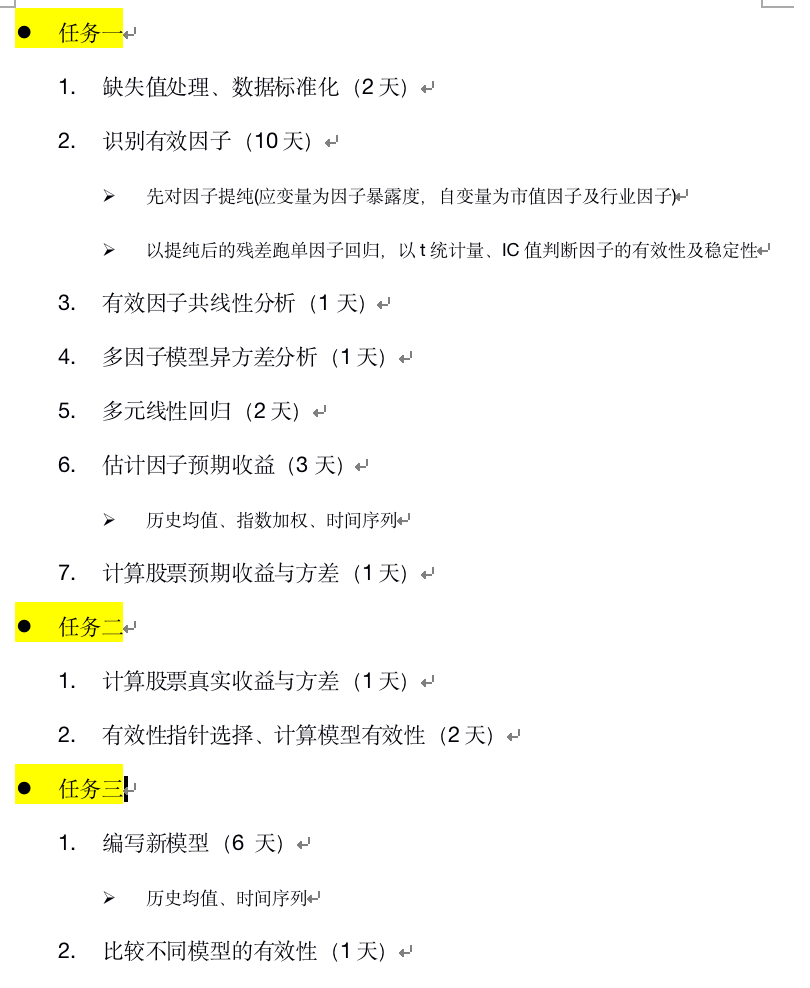 ● 任务一
1. 缺失值处理、数据标准化（2 天）
2. 识别有效因子（10 天）
➢ 先对因子提纯(应变量为因子暴露度，自变量为市值因子及行业因子)
➢ 以提纯后的残差跑单因子回归，以 t 统计量、IC 值判断因子的有效性及稳定性
3. 有效因子共线性分析（1 天）
4. 多因子模型异方差分析（1 天）
5. 多元线性回归（2 天）
6. 估计因子预期收益（3 天）
➢ 历史均值、指数加权、时间序列
7. 计算股票预期收益与方差（1 天）
● 任务二
1. 计算股票真实收益与方差（1 天）
2. 有效性指针选择、计算模型有效性（2 天）
● 任务三
1. 编写新模型（6 天）
➢ 历史均值、时间序列
2. 比较不同模型的有效性（1 天）